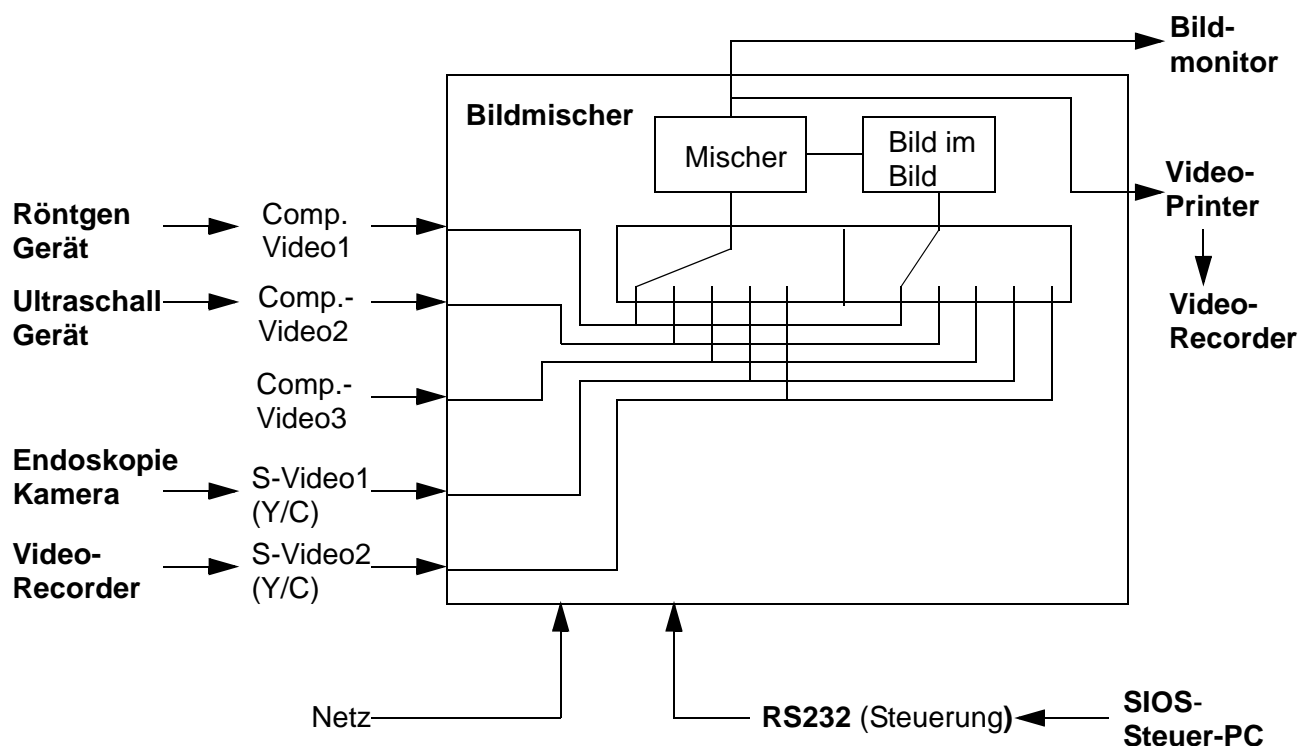 Bild-
monitor
Bildmischer
Mischer
Bild im
Bild
Video-
Printer
Video-
Recorder
Röntgen
Gerät
Comp.
Video1
Ultraschall
Gerät
Comp.-
Video2
Comp.-
Video3
Endoskopie
Kamera
S-Video1
(Y/C)
Video-
Recorder
S-Video2
(Y/C)
Netz
RS232 (Steuerung)
SIOS-
Steuer-PC